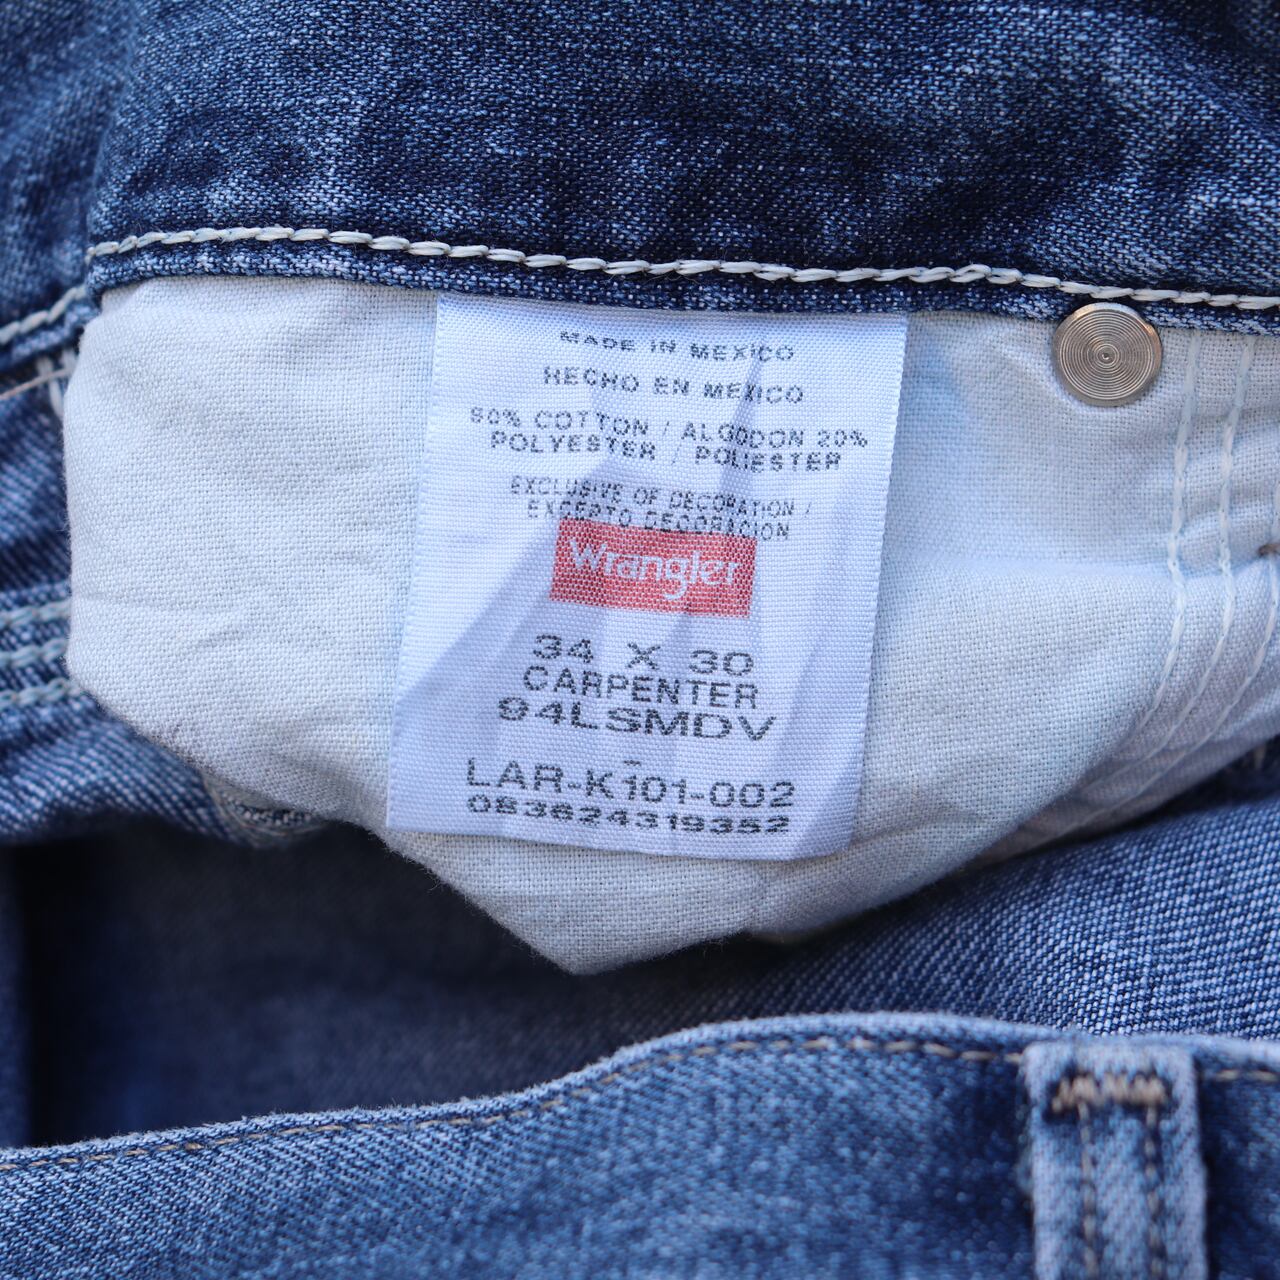 MADE IN MEXICO
HECHO EN MEXICO
80% COTTON / ALGODON 20%
POLYESTER / POLIESTER
EXCLUSIVE OF DECORATION /
EXCEPTO DECORACION
Wrangler
34 X 30
CARPENTER
94LSMDV
LAR-K101-002
083624319352